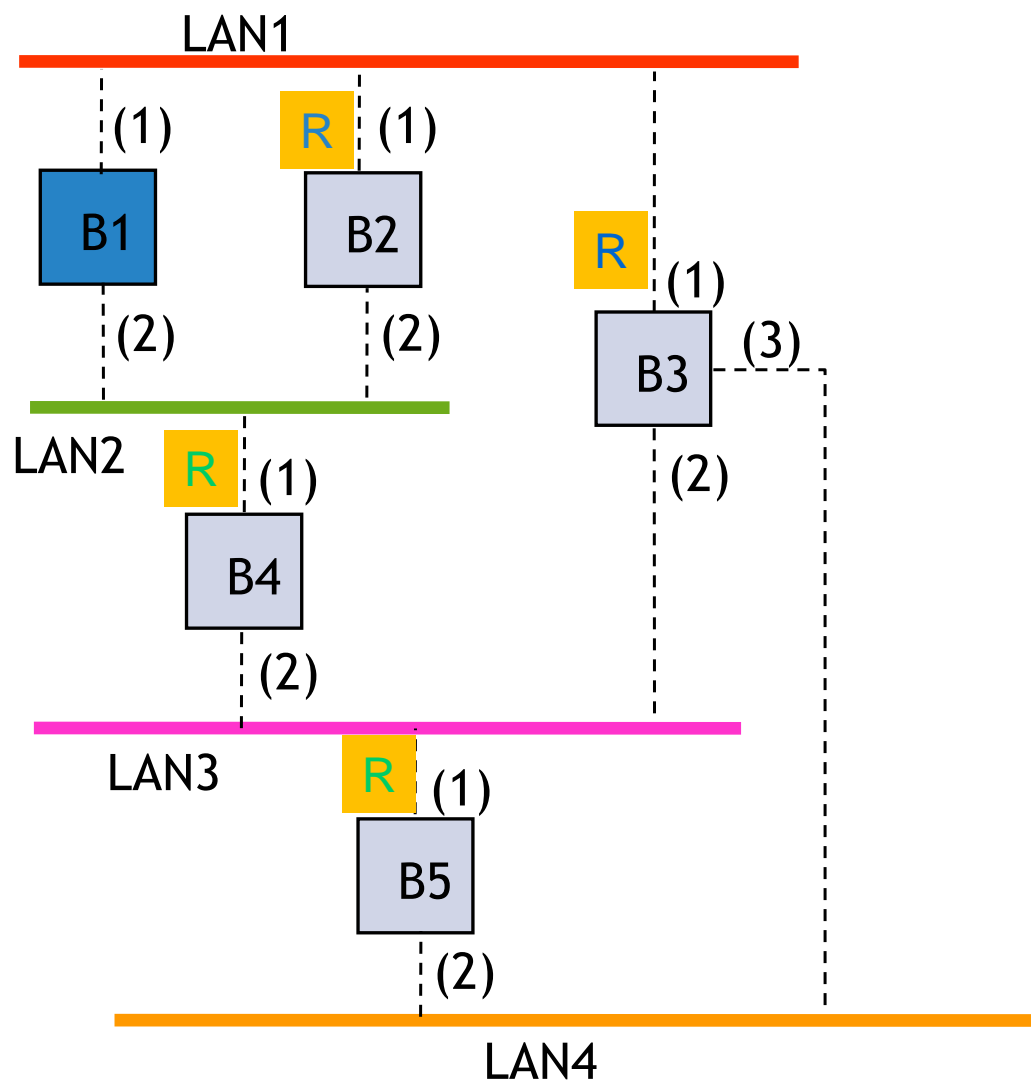 LAN1
(1)
R
(1)
B1
B2
R
(1)
(2)
(2)
(3)
B3
LAN2
R
(1)
(2)
B4
(2)
LAN3
R
(1)
B5
(2)
LAN4